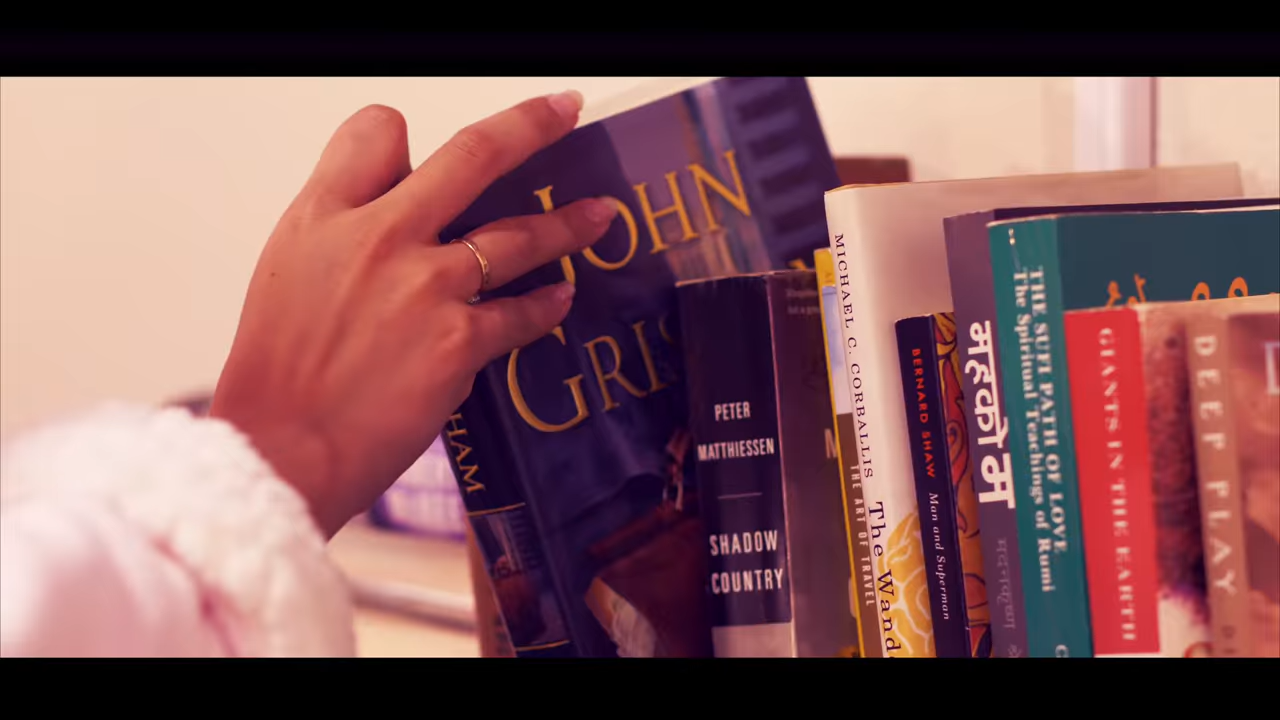 JOHN
GRIS
HAM
PETER
MATTHIESSEN
SHADOW
COUNTRY
THE ART OF TRAVEL
MICHAEL C. CORBALLIS
The Wand
BERNARD SHAW
Man and Superman
महको म
THE SUFI PATH OF LOVE
The Spiritual Teachings of Rumi
GIANTS IN THE EARTH
DEEP PLAY